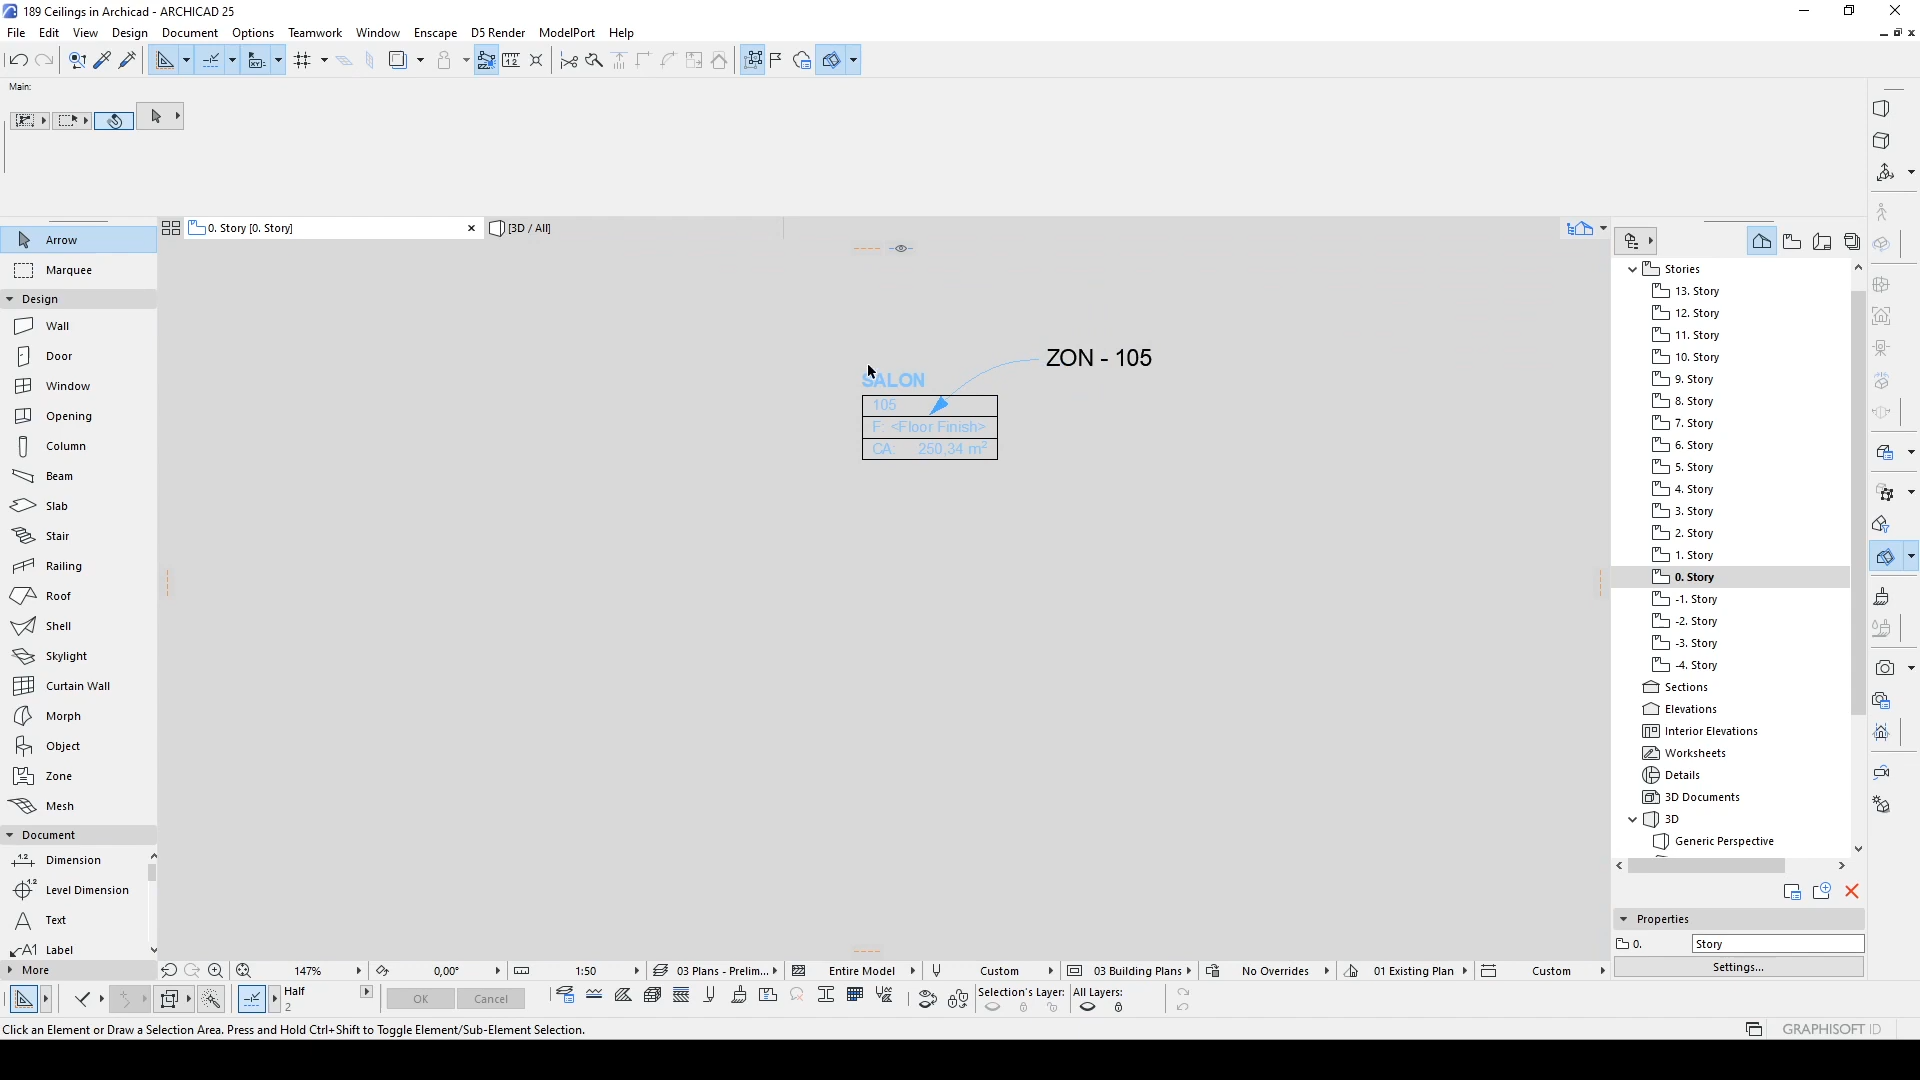 189 Ceilings in Archicad - ARCHICAD 25
File Edit View Design Document Options Teamwork Window Enscape D5 Render ModelPort Help
Main:
0. Story [0. Story]
[3D / All]
Arrow
Marquee
Design
Wall
Door
Window
Opening
Column
Beam
Slab
Stair
Railing
Roof
Shell
Skylight
Curtain Wall
Morph
Object
Zone
Mesh
Document
Dimension
Level Dimension
Text
Label
More
ZON - 105
SALON
105
F: <Floor Finish>
CA: 250,34 m²
Stories
13. Story
12. Story
11. Story
10. Story
9. Story
8. Story
7. Story
6. Story
5. Story
4. Story
3. Story
2. Story
1. Story
0. Story
-1. Story
-2. Story
-3. Story
-4. Story
Sections
Elevations
Interior Elevations
Worksheets
Details
3D Documents
3D
Generic Perspective
Properties
0. Story
Settings...
147% 0,00° 1:50 03 Plans - Prelim... Entire Model Custom 03 Building Plans No Overrides 01 Existing Plan Custom
Half
2
OK Cancel
Selection's Layer: All Layers:
Click an Element or Draw a Selection Area. Press and Hold Ctrl+Shift to Toggle Element/Sub-Element Selection.
GRAPHISOFT ID